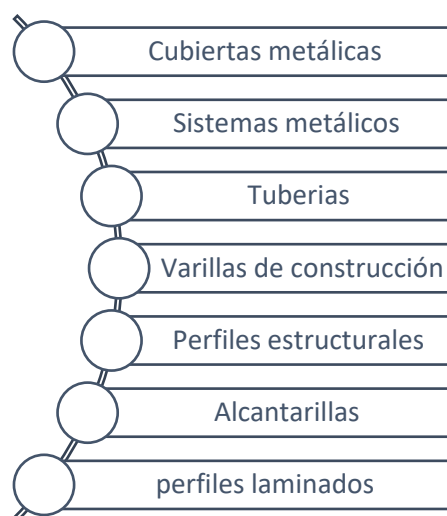 Cubiertas metálicas
Sistemas metálicos
Tuberias
Varillas de construcción
Perfiles estructurales
Alcantarillas
perfiles laminados